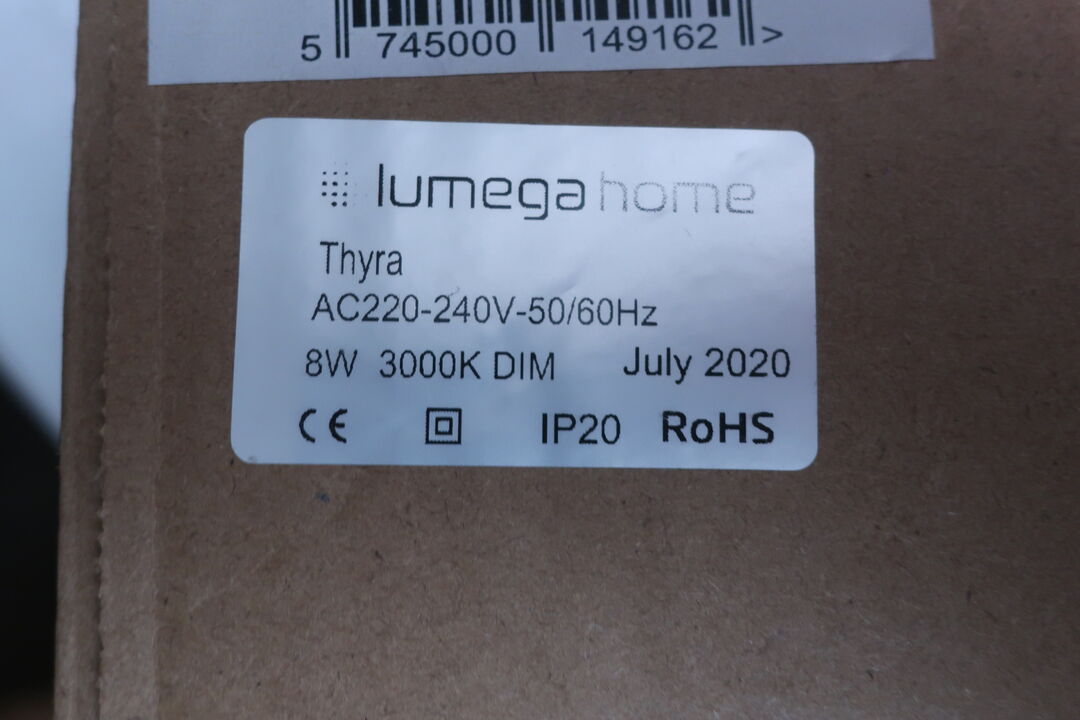 5 745000 149162 >
lumega home
Thyra
AC220-240V-50/60Hz
8W 3000K DIM July 2020
CE IP20 RoHS